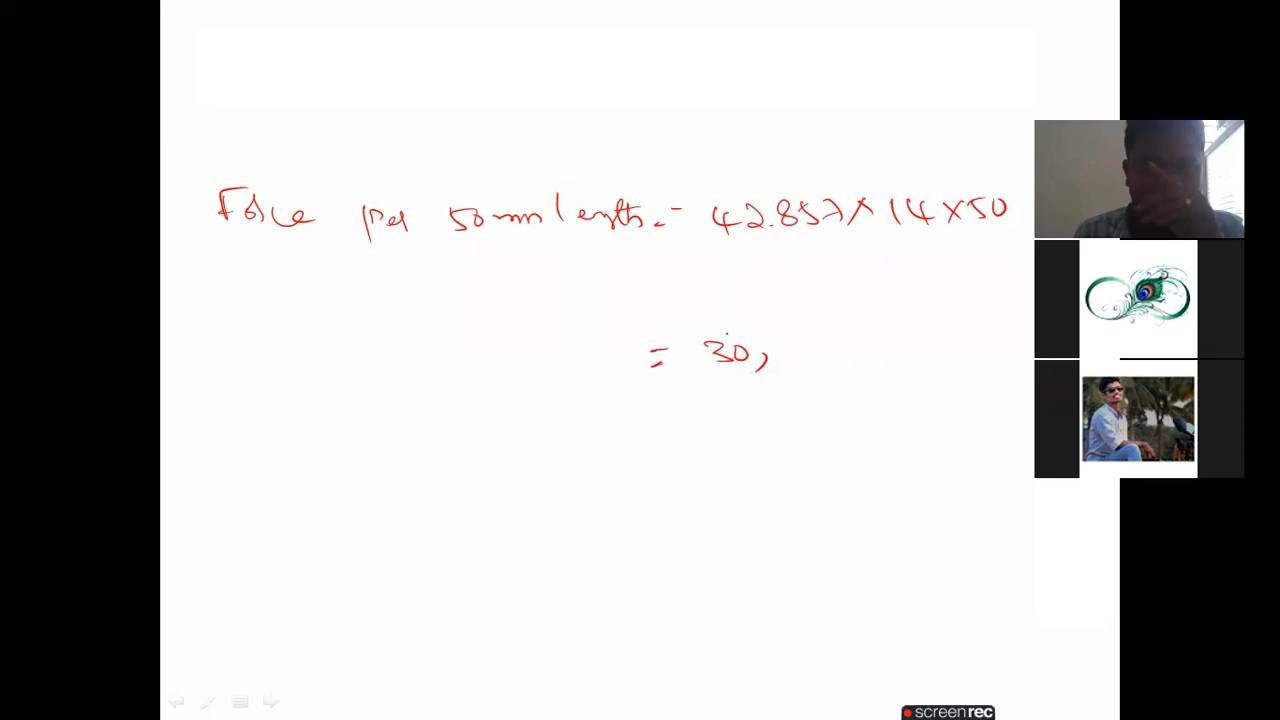 Force per 50mm length = 42.857 × 14 × 50
= 30,
screenrec